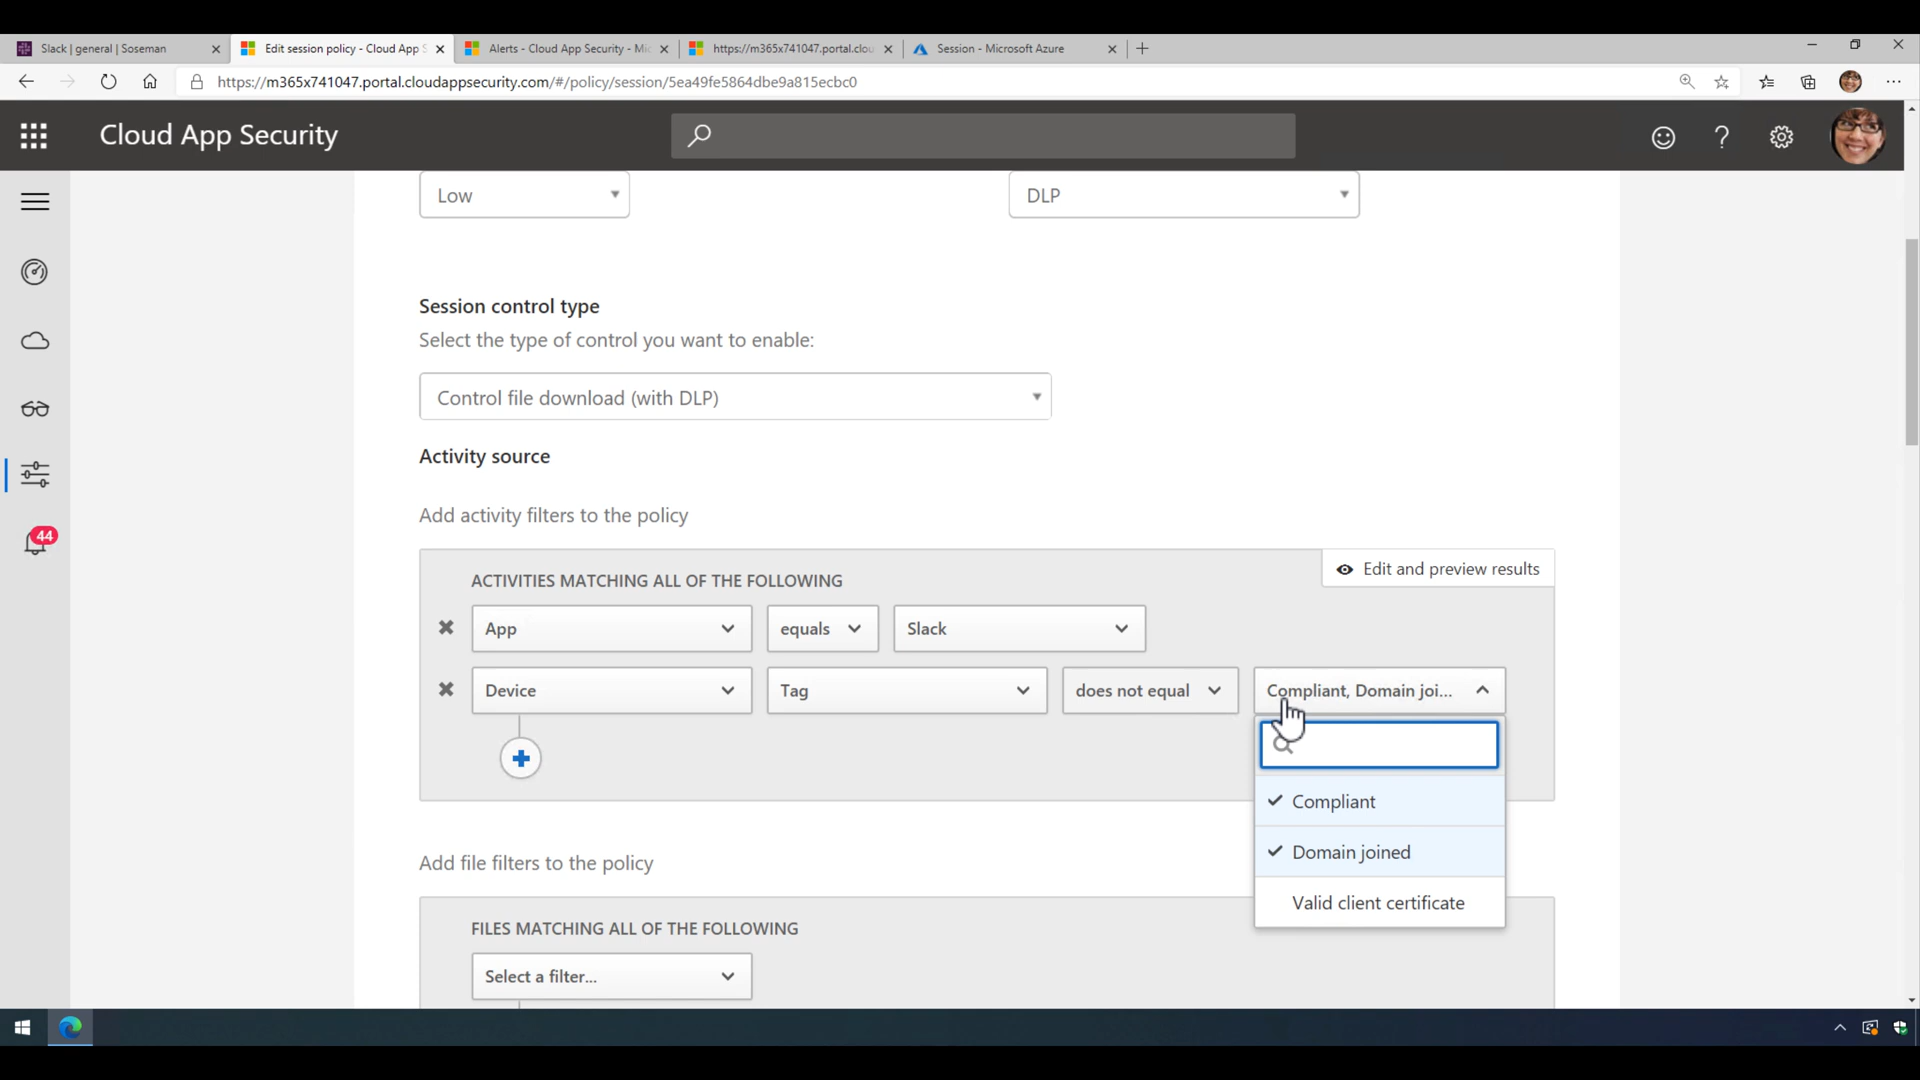 Slack | general | Soseman
Edit session policy - Cloud App S
Alerts - Cloud App Security - Mic
https://m365x741047.portal.clou
Session - Microsoft Azure
https://m365x741047.portal.cloudappsecurity.com/#/policy/session/5ea49fe5864dbe9a815ecbc0
Cloud App Security
Low
DLP
Session control type
Select the type of control you want to enable:
Control file download (with DLP)
Activity source
Add activity filters to the policy
Edit and preview results
ACTIVITIES MATCHING ALL OF THE FOLLOWING
App equals Slack
Device Tag does not equal Compliant, Domain joi...
Compliant
Domain joined
Valid client certificate
44
Add file filters to the policy
FILES MATCHING ALL OF THE FOLLOWING
Select a filter...